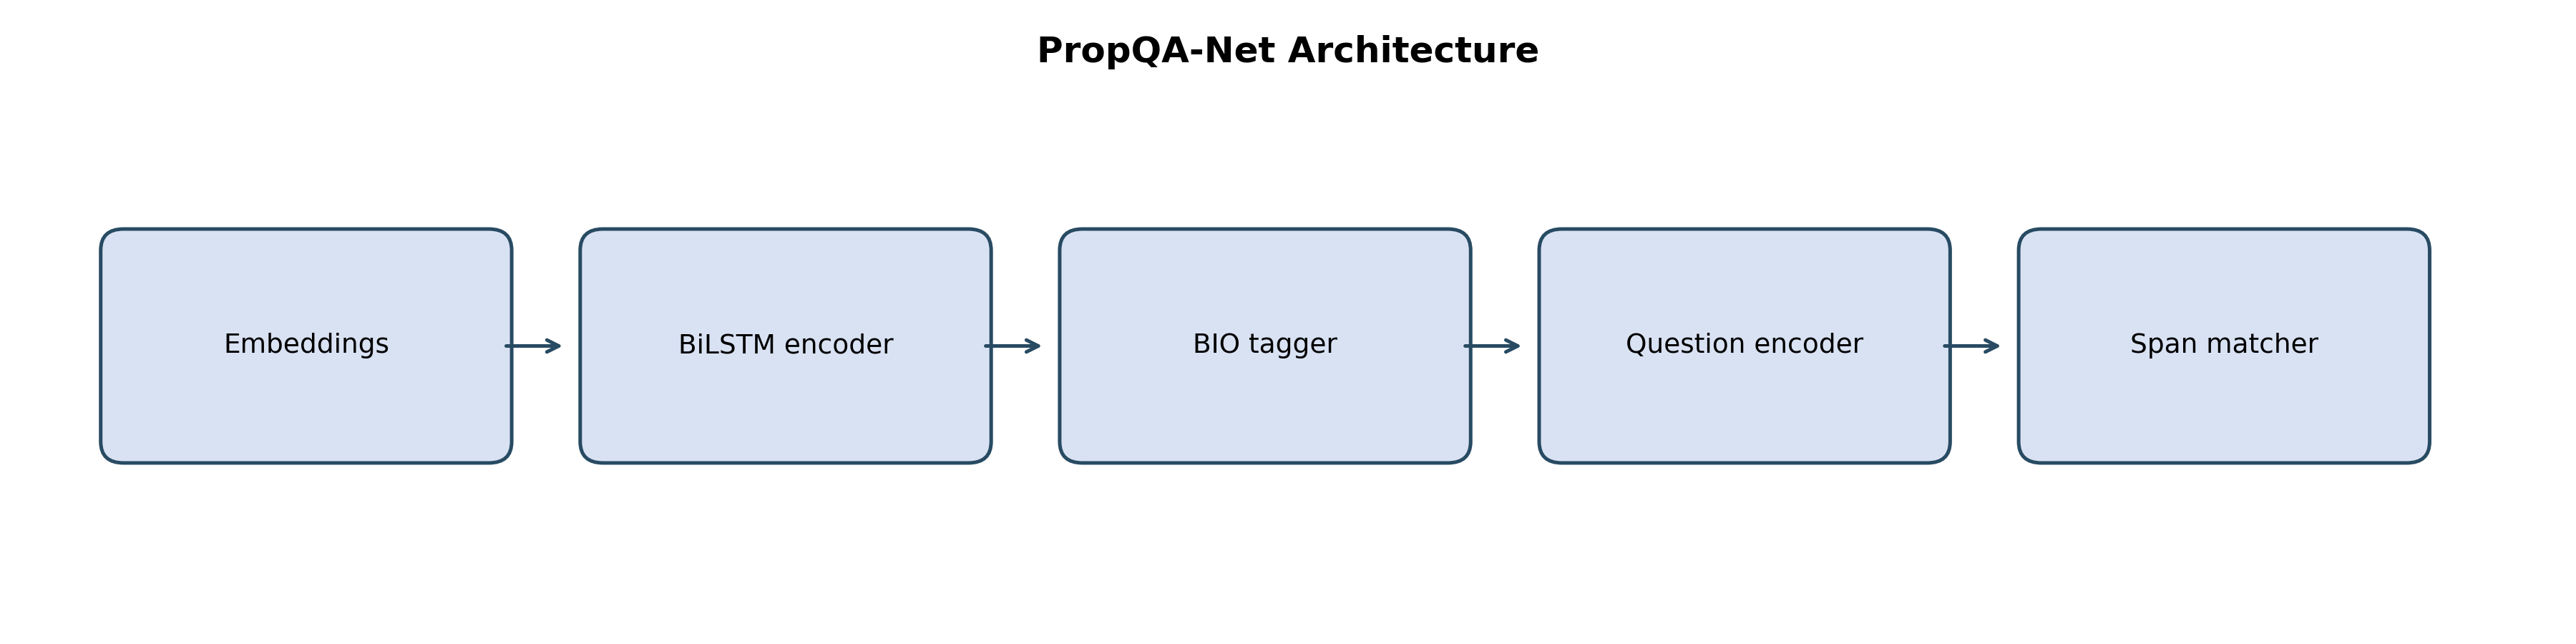 PropQA-Net Architecture
Embeddings
BiLSTM encoder
BIO tagger
Question encoder
Span matcher